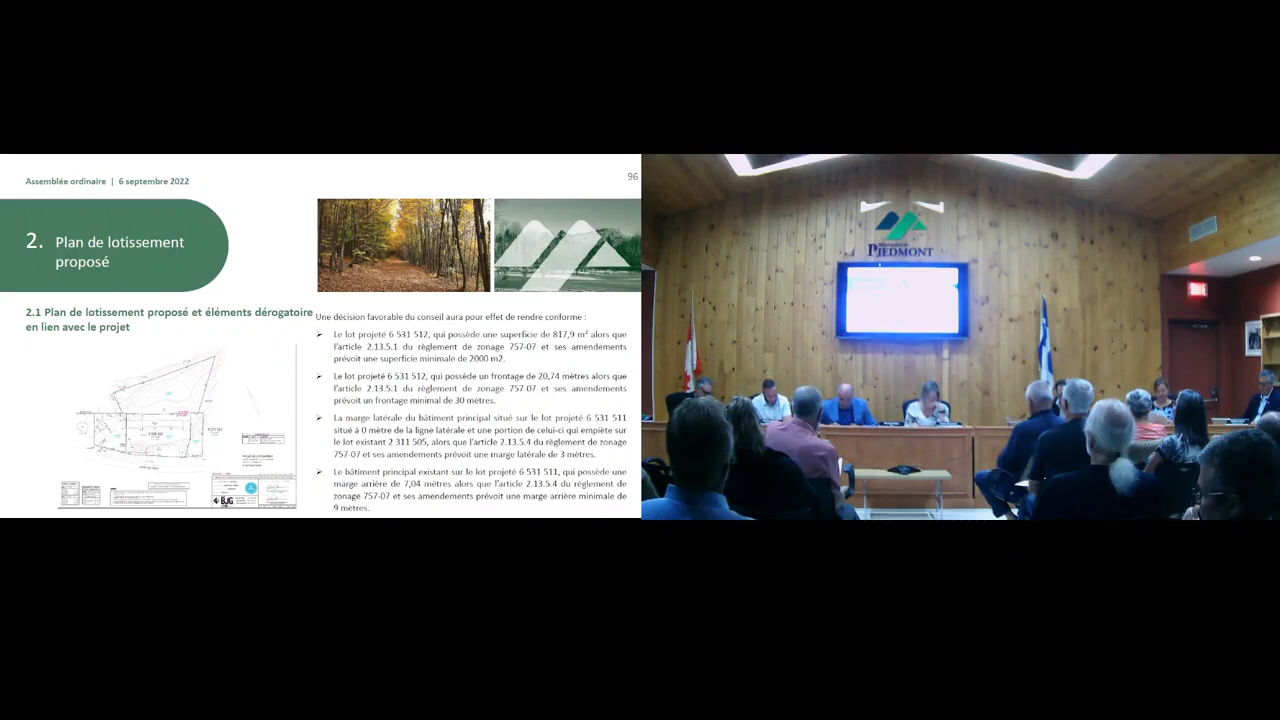 Assemblée ordinaire | 6 septembre 2022
96
2. Plan de lotissement
proposé
2.1 Plan de lotissement proposé et éléments dérogatoire
en lien avec le projet
Une décision favorable du conseil aura pour effet de rendre conforme :
Le lot projeté 6 531 512, qui possède une superficie de 817,9 m² alors que
l'article 2.13.5.1 du règlement de zonage 757-07 et ses amendements
prévoit une superficie minimale de 2000 m2.
Le lot projeté 6 531 512, qui possède un frontage de 20,74 mètres alors que
l'article 2.13.5.1 du règlement de zonage 757-07 et ses amendements
prévoit un frontage minimal de 30 mètres.
La marge latérale du bâtiment principal situé sur le lot projeté 6 531 511
situé à 0 mètre de la ligne latérale et une portion de celui-ci qui empiète sur
le lot existant 2 311 505, alors que l'article 2.13.5.4 du règlement de zonage
757-07 et ses amendements prévoit une marge latérale de 3 mètres.
Le bâtiment principal existant sur le lot projeté 6 531 511, qui possède une
marge arrière de 7,04 mètres alors que l'article 2.13.5.4 du règlement de
zonage 757-07 et ses amendements prévoit une marge arrière minimale de
9 mètres.
BJG
PIEDMONT